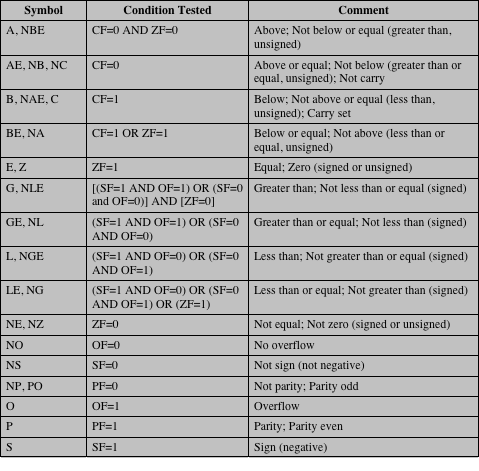 Symbol Condition Tested Comment
A, NBE CF=0 AND ZF=0 Above; Not below or equal (greater than,
unsigned)
AE, NB, NC CF=0 Above or equal; Not below (greater than or
equal, unsigned); Not carry
B, NAE, C CF=1 Below; Not above or equal (less than,
unsigned); Carry set
BE, NA CF=1 OR ZF=1 Below or equal; Not above (less than or
equal, unsigned)
E, Z ZF=1 Equal; Zero (signed or unsigned)
G, NLE [(SF=1 AND OF=1) OR (SF=0 Greater than; Not less than or equal (signed)
and OF=0)] AND [ZF=0]
GE, NL (SF=1 AND OF=1) OR (SF=0 Greater than or equal; Not less than (signed)
AND OF=0)
L, NGE (SF=1 AND OF=0) OR (SF=0 Less than; Not greater than or equal (signed)
AND OF=1)
LE, NG (SF=1 AND OF=0) OR (SF=0 Less than or equal; Not greater than (signed)
AND OF=1) OR (ZF=1)
NE, NZ ZF=0 Not equal; Not zero (signed or unsigned)
NO OF=0 No overflow
NS SF=0 Not sign (not negative)
NP, PO PF=0 Not parity; Parity odd
O OF=1 Overflow
P PF=1 Parity; Parity even
S SF=1 Sign (negative)